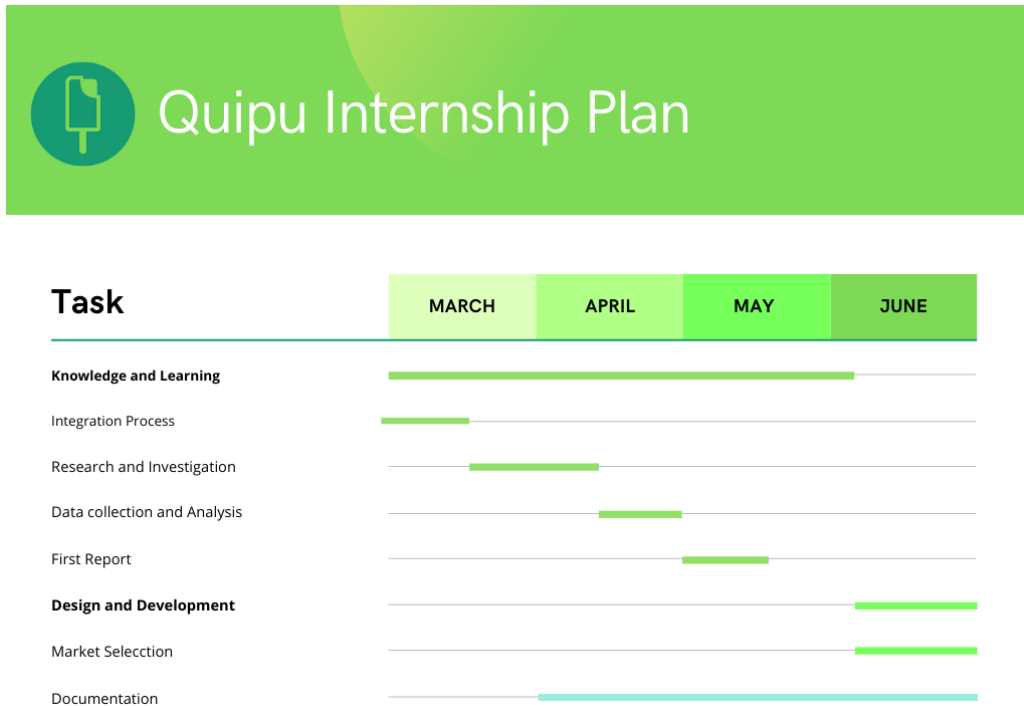 Quipu Internship Plan
Task
MARCH APRIL MAY JUNE
Knowledge and Learning
Integration Process
Research and Investigation
Data collection and Analysis
First Report
Design and Development
Market Selecction
Documentation